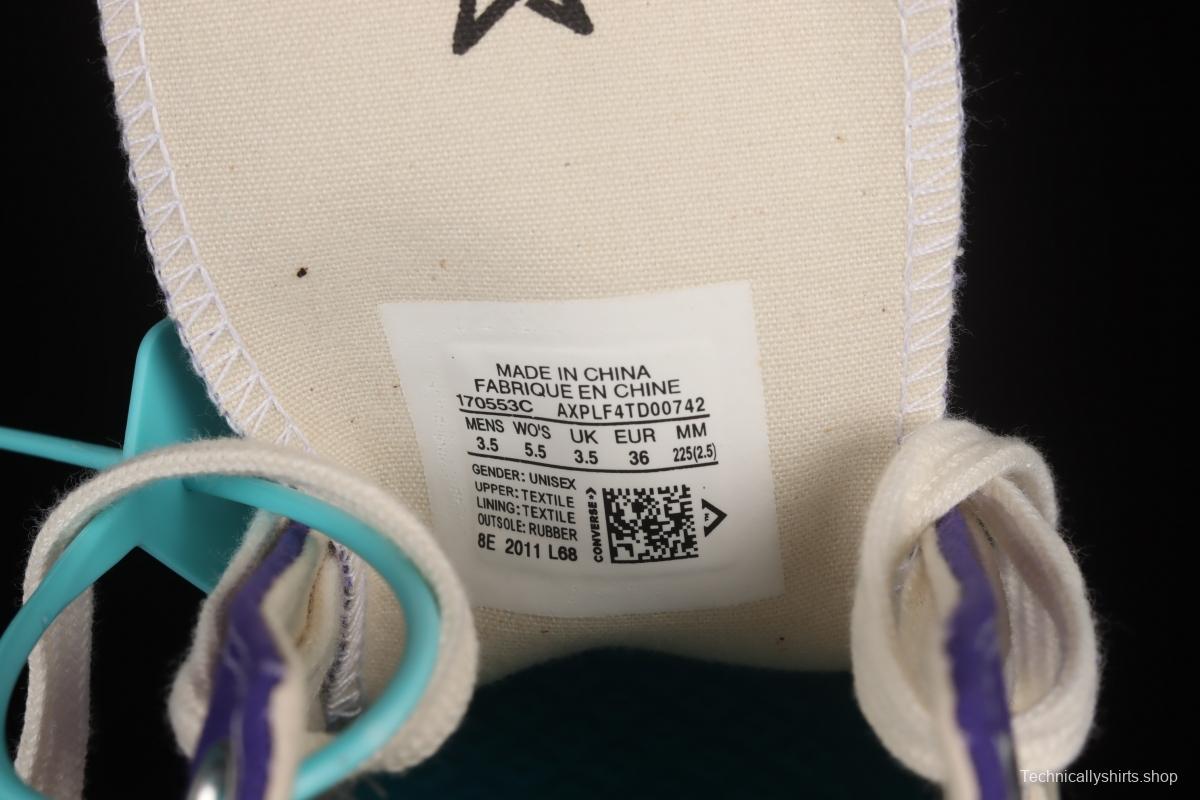 MADE IN CHINA
FABRIQUE EN CHINE
170553C AXPLF4TD00742
MENS WO'S UK EUR MM
3.5 5.5 3.5 36 225(2.5)
GENDER: UNISEX
UPPER: TEXTILE
LINING: TEXTILE
OUTSOLE: RUBBER
8E 2011 L68
CONVERSE
Technicallyshirts.shop